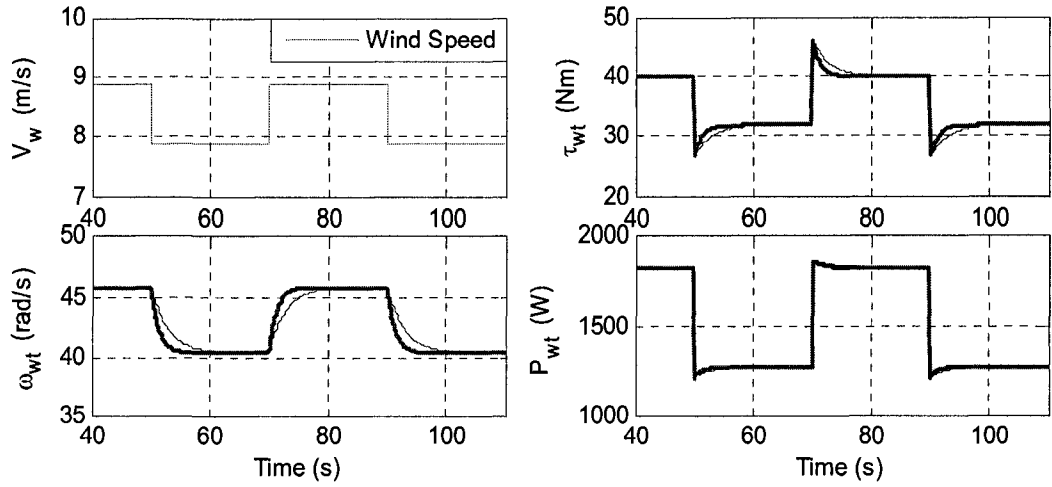 V_w (m/s)
10
9
8
7
Wind Speed
40 60 80 100
τ_wt (Nm)
50
40
30
20
40 60 80 100
ω_wt (rad/s)
50
45
40
35
40 60 80 100
Time (s)
P_wt (W)
2000
1500
1000
40 60 80 100
Time (s)